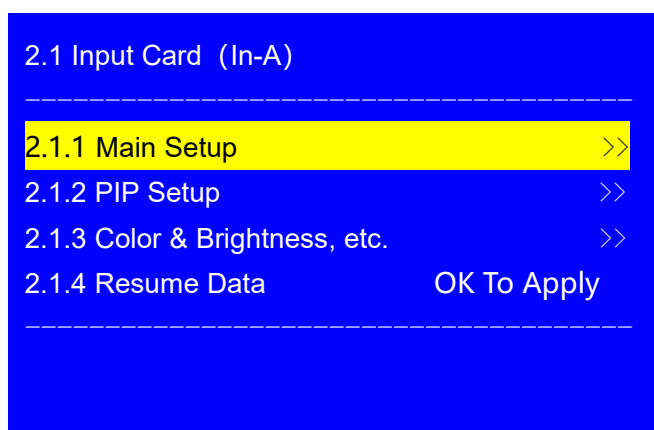 2.1 Input Card（In-A）
2.1.1 Main Setup >>
2.1.2 PIP Setup >>
2.1.3 Color & Brightness, etc. >>
2.1.4 Resume Data OK To Apply